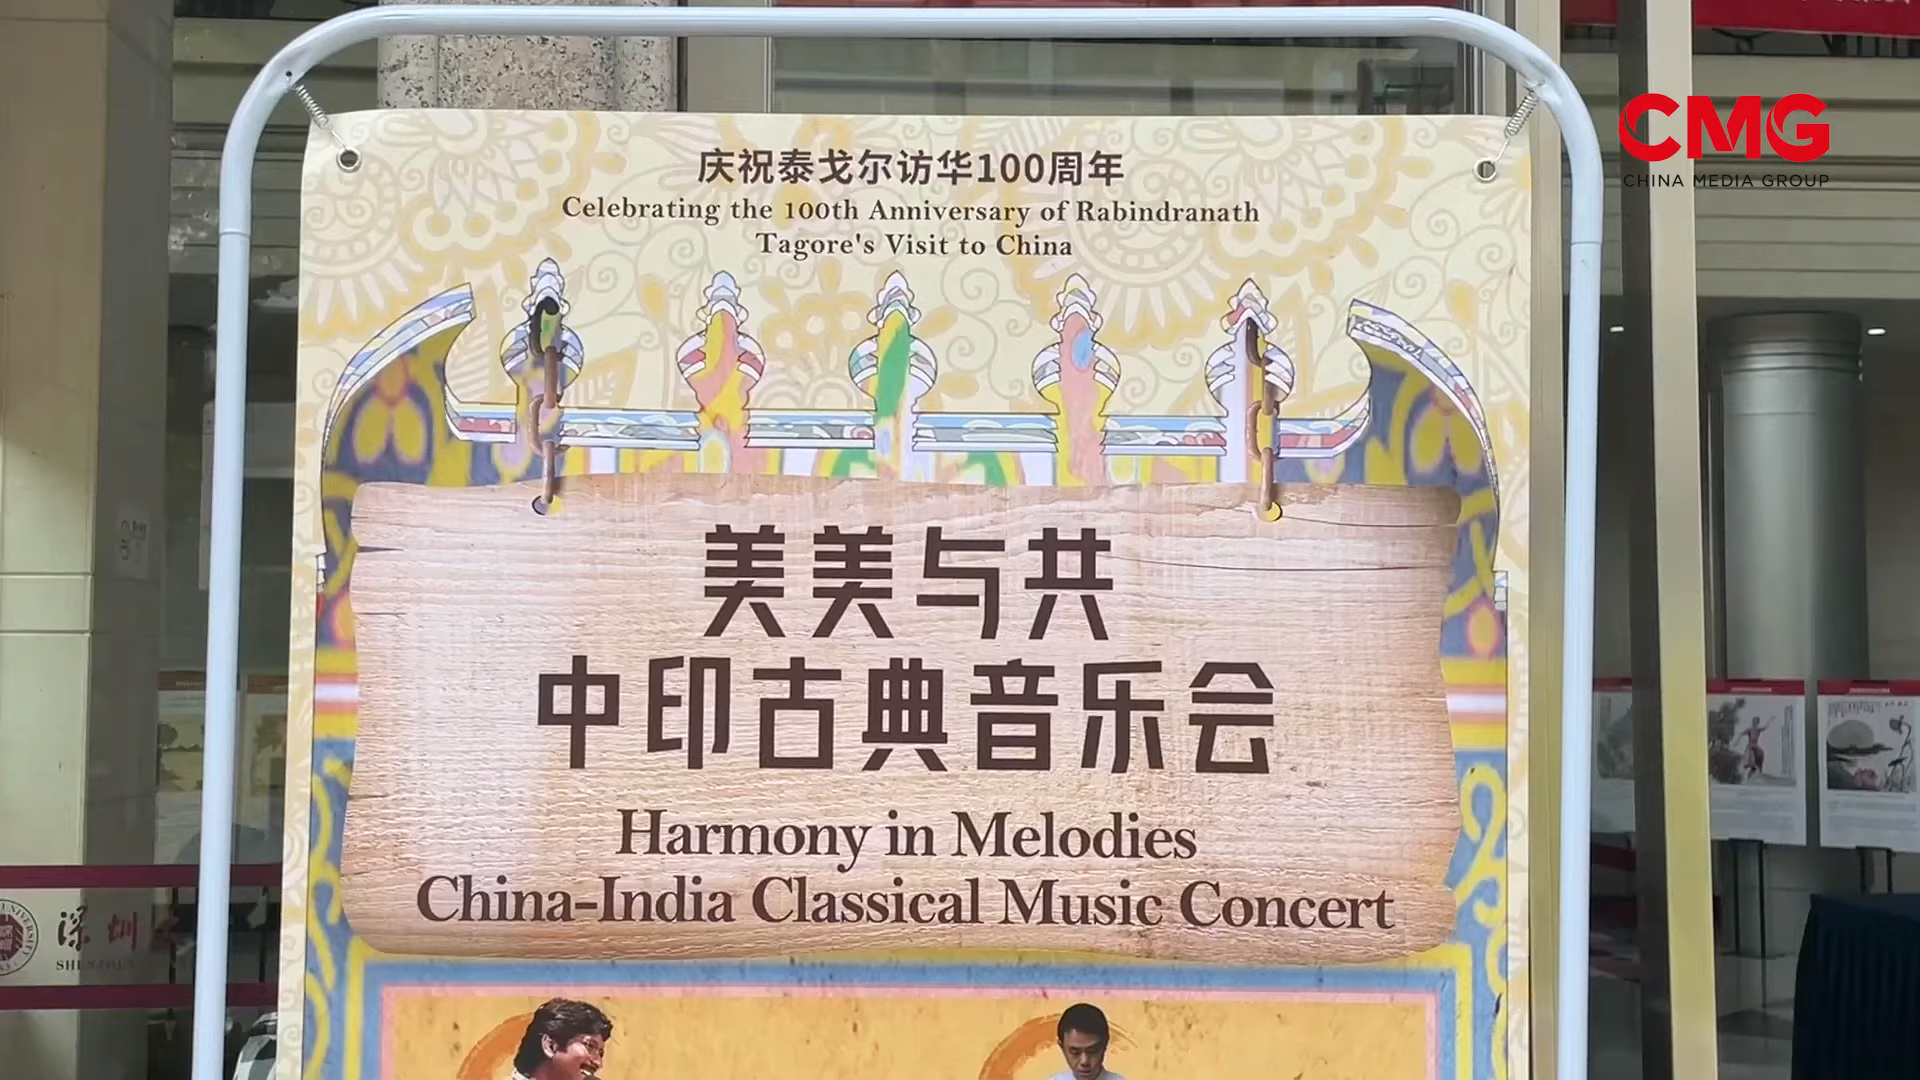 庆祝泰戈尔访华100周年
Celebrating the 100th Anniversary of Rabindranath
Tagore's Visit to China
美美与共
中印古典音乐会
Harmony in Melodies
China-India Classical Music Concert
CMG
CHINA MEDIA GROUP
深圳